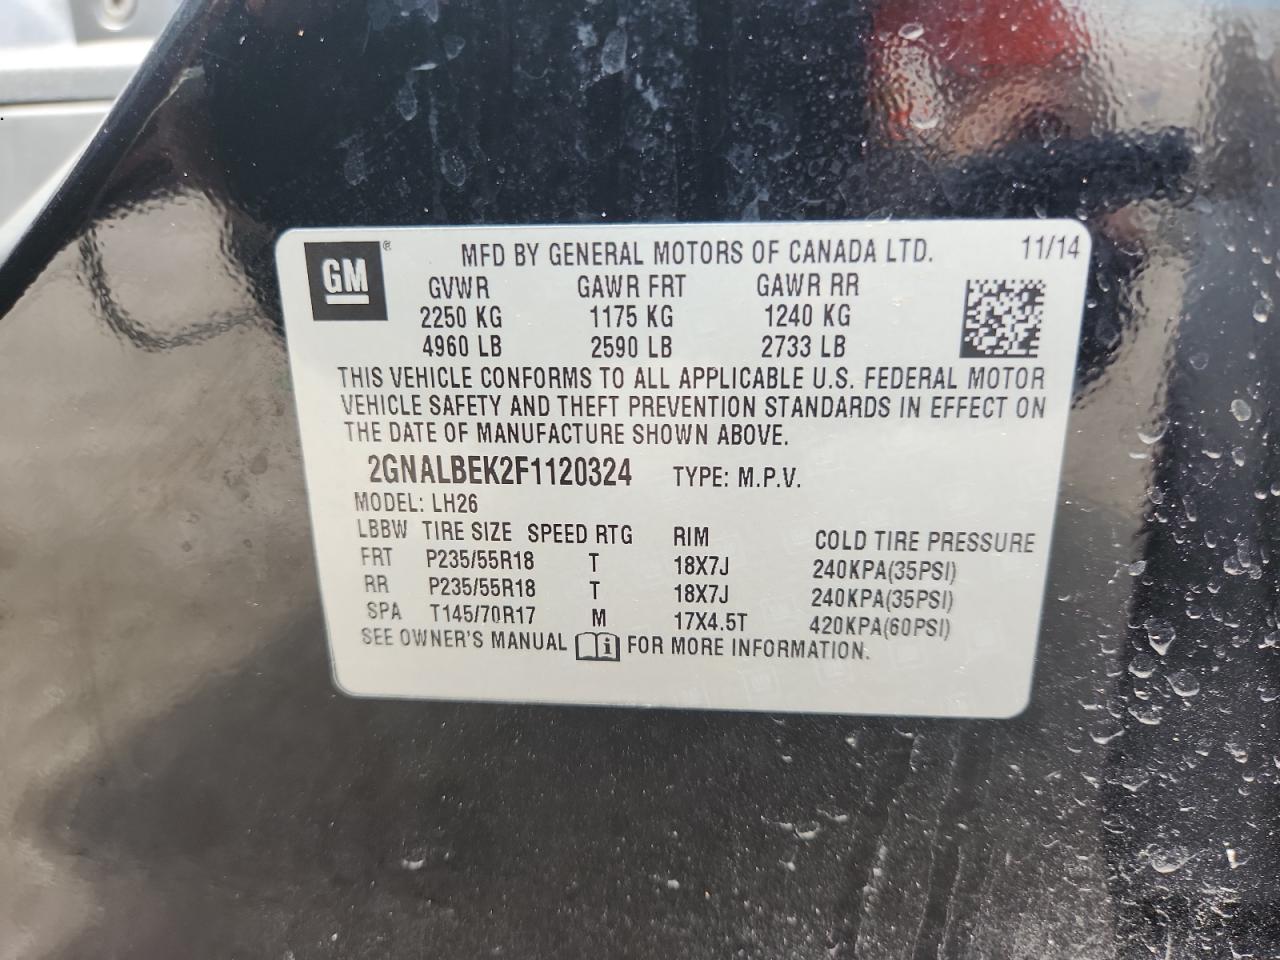 GM ® MFD BY GENERAL MOTORS OF CANADA LTD. 11/14
GVWR GAWR FRT GAWR RR
2250 KG 1175 KG 1240 KG
4960 LB 2590 LB 2733 LB
THIS VEHICLE CONFORMS TO ALL APPLICABLE U.S. FEDERAL MOTOR
VEHICLE SAFETY AND THEFT PREVENTION STANDARDS IN EFFECT ON
THE DATE OF MANUFACTURE SHOWN ABOVE.
2GNALBEK2F1120324 TYPE: M.P.V.
MODEL: LH26
LBBW TIRE SIZE SPEED RTG RIM COLD TIRE PRESSURE
FRT P235/55R18 T 18X7J 240KPA(35PSI)
RR P235/55R18 T 18X7J 240KPA(35PSI)
SPA T145/70R17 M 17X4.5T 420KPA(60PSI)
SEE OWNER'S MANUAL i FOR MORE INFORMATION.